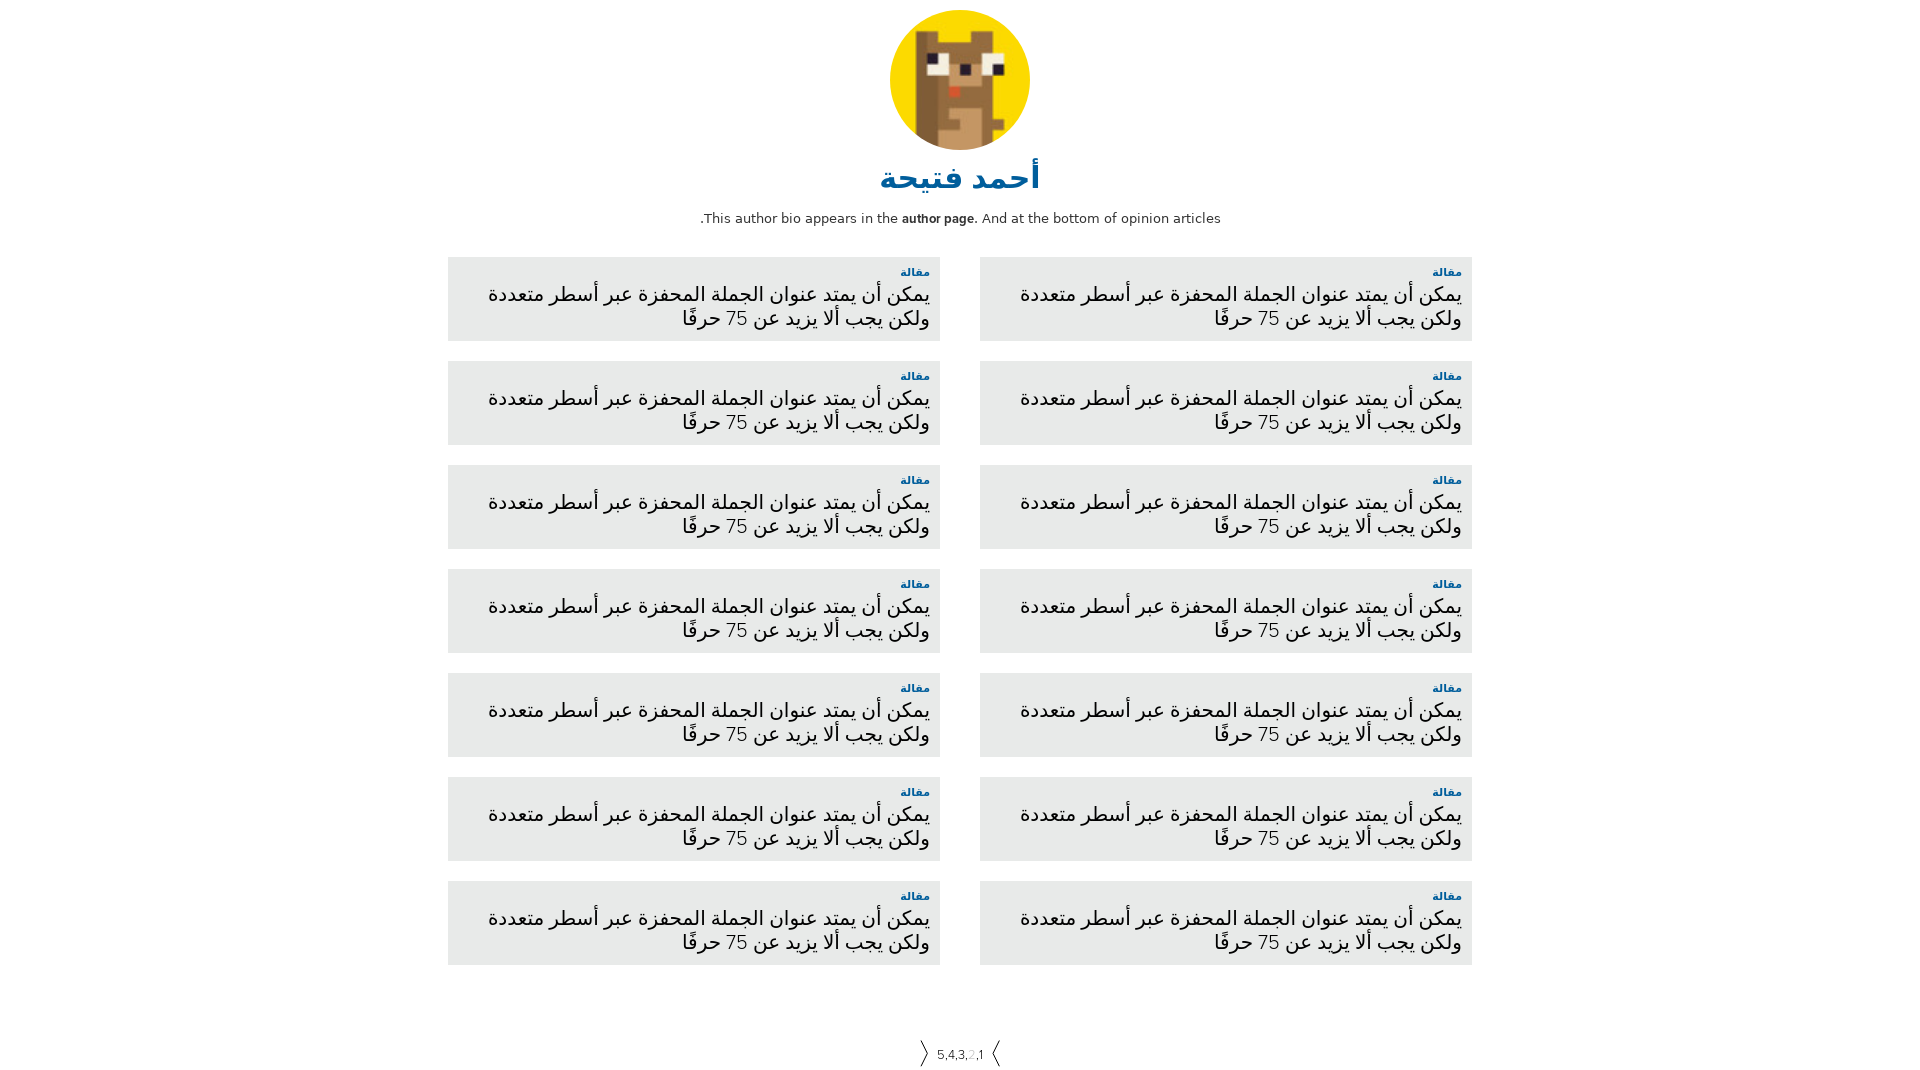 أحمد فتيحة
.This author bio appears in the author page. And at the bottom of opinion articles
مقالة
يمكن أن يمتد عنوان الجملة المحفزة عبر أسطر متعددة
ولكن يجب ألا يزيد عن 75 حرفًا
مقالة
يمكن أن يمتد عنوان الجملة المحفزة عبر أسطر متعددة
ولكن يجب ألا يزيد عن 75 حرفًا
مقالة
يمكن أن يمتد عنوان الجملة المحفزة عبر أسطر متعددة
ولكن يجب ألا يزيد عن 75 حرفًا
مقالة
يمكن أن يمتد عنوان الجملة المحفزة عبر أسطر متعددة
ولكن يجب ألا يزيد عن 75 حرفًا
مقالة
يمكن أن يمتد عنوان الجملة المحفزة عبر أسطر متعددة
ولكن يجب ألا يزيد عن 75 حرفًا
مقالة
يمكن أن يمتد عنوان الجملة المحفزة عبر أسطر متعددة
ولكن يجب ألا يزيد عن 75 حرفًا
مقالة
يمكن أن يمتد عنوان الجملة المحفزة عبر أسطر متعددة
ولكن يجب ألا يزيد عن 75 حرفًا
مقالة
يمكن أن يمتد عنوان الجملة المحفزة عبر أسطر متعددة
ولكن يجب ألا يزيد عن 75 حرفًا
مقالة
يمكن أن يمتد عنوان الجملة المحفزة عبر أسطر متعددة
ولكن يجب ألا يزيد عن 75 حرفًا
مقالة
يمكن أن يمتد عنوان الجملة المحفزة عبر أسطر متعددة
ولكن يجب ألا يزيد عن 75 حرفًا
مقالة
يمكن أن يمتد عنوان الجملة المحفزة عبر أسطر متعددة
ولكن يجب ألا يزيد عن 75 حرفًا
مقالة
يمكن أن يمتد عنوان الجملة المحفزة عبر أسطر متعددة
ولكن يجب ألا يزيد عن 75 حرفًا
مقالة
يمكن أن يمتد عنوان الجملة المحفزة عبر أسطر متعددة
ولكن يجب ألا يزيد عن 75 حرفًا
مقالة
يمكن أن يمتد عنوان الجملة المحفزة عبر أسطر متعددة
ولكن يجب ألا يزيد عن 75 حرفًا
5,4,3,2,1